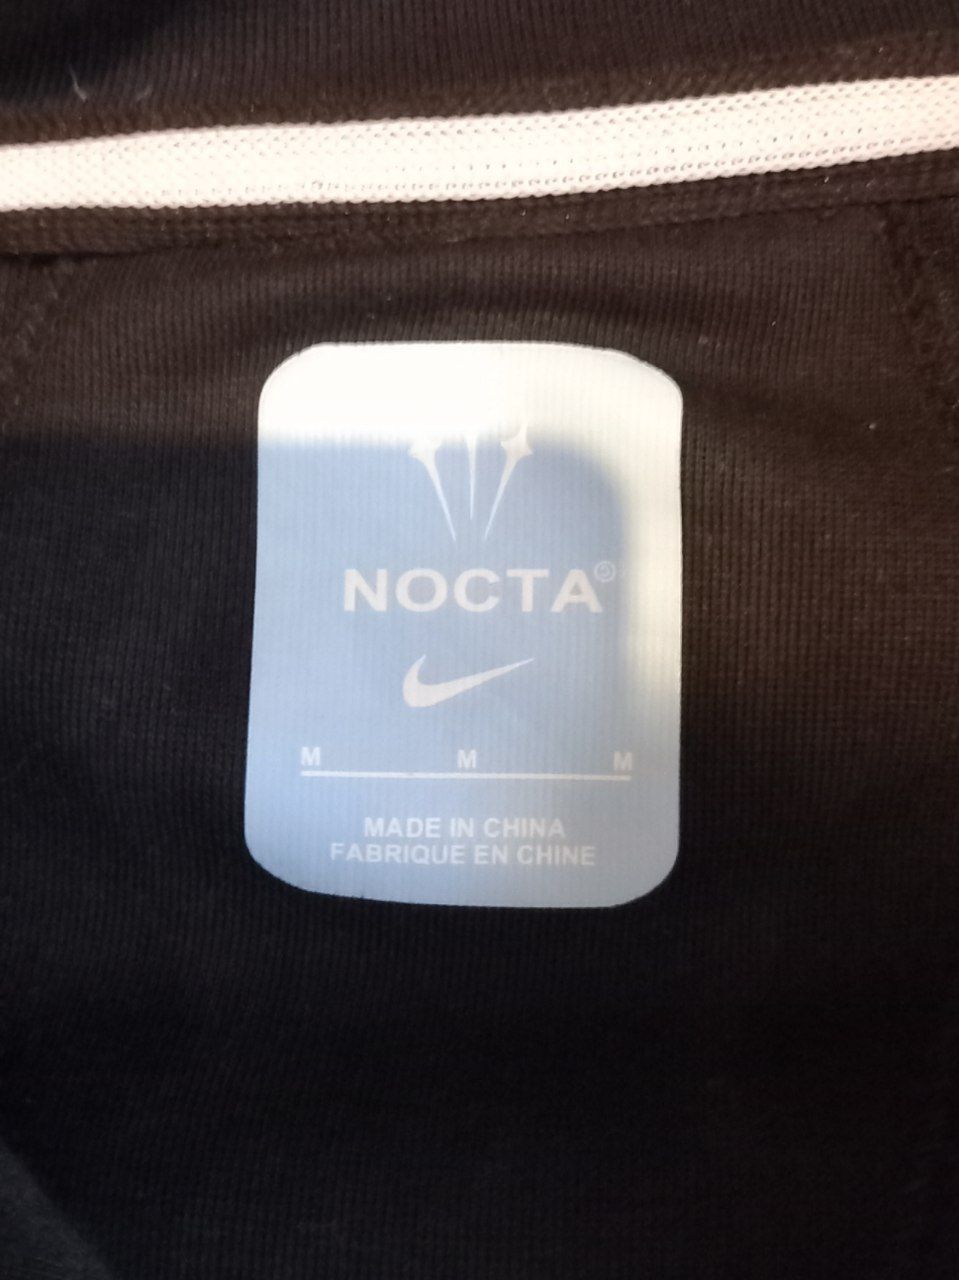 NOCTA®
M M M
MADE IN CHINA
FABRIQUE EN CHINE